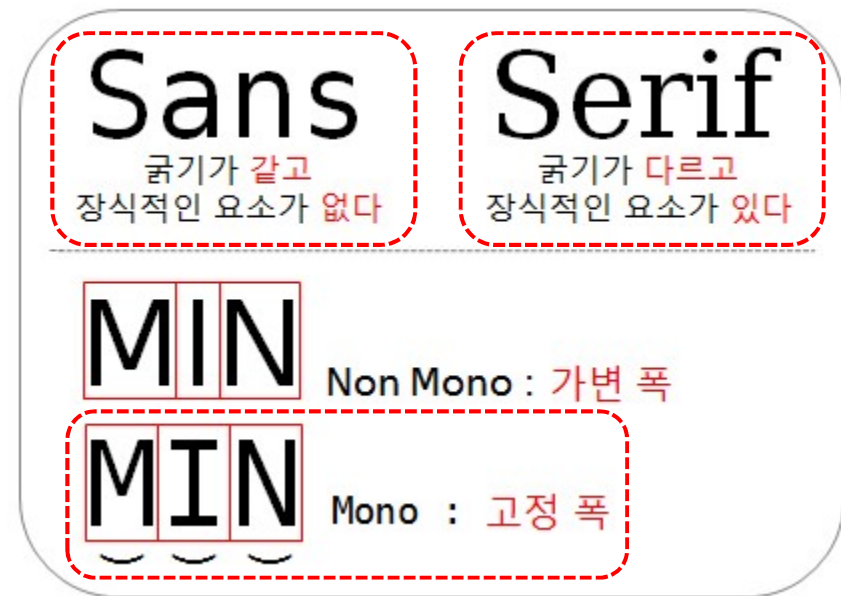 Sans
굵기가 같고
장식적인 요소가 없다
Serif
굵기가 다르고
장식적인 요소가 있다
MIN Non Mono : 가변 폭
MIN Mono : 고정 폭